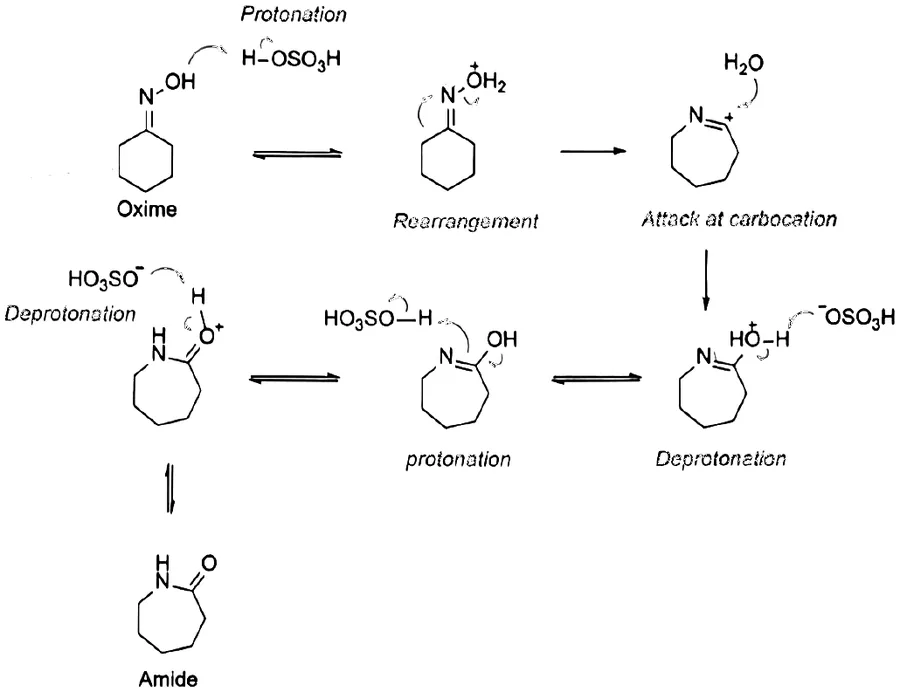 Protonation
H–OSO₃H
OH
N
Oxime
+
OH₂
N
Rearrangement
H₂O
N
+
Attack at carbocation
HO₃SO⁻
H
Deprotonation
H
N
O⁺
HO₃SO–H
OH
N
protonation
⁻OSO₃H
+
HO–H
N
Deprotonation
H
N
O
Amide